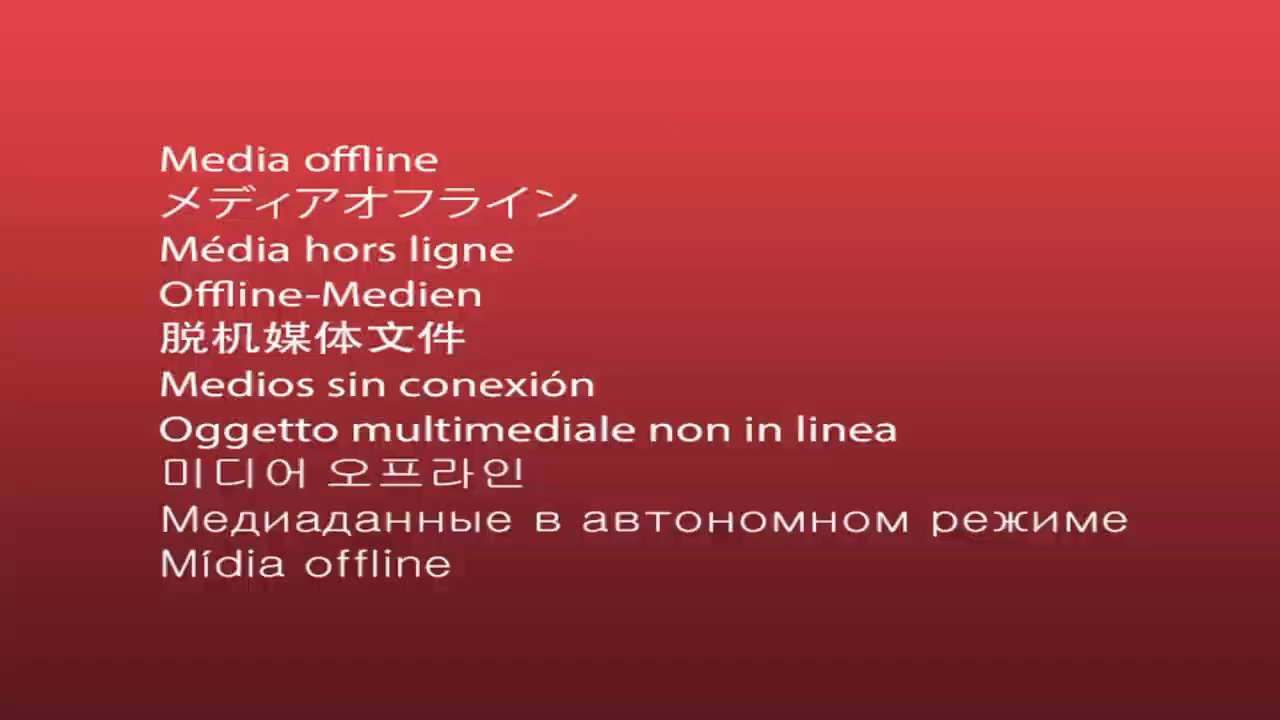 Media offline
メディアオフライン
Média hors ligne
Offline-Medien
脱机媒体文件
Medios sin conexión
Oggetto multimediale non in linea
미디어 오프라인
Медиаданные в автономном режиме
Mídia offline